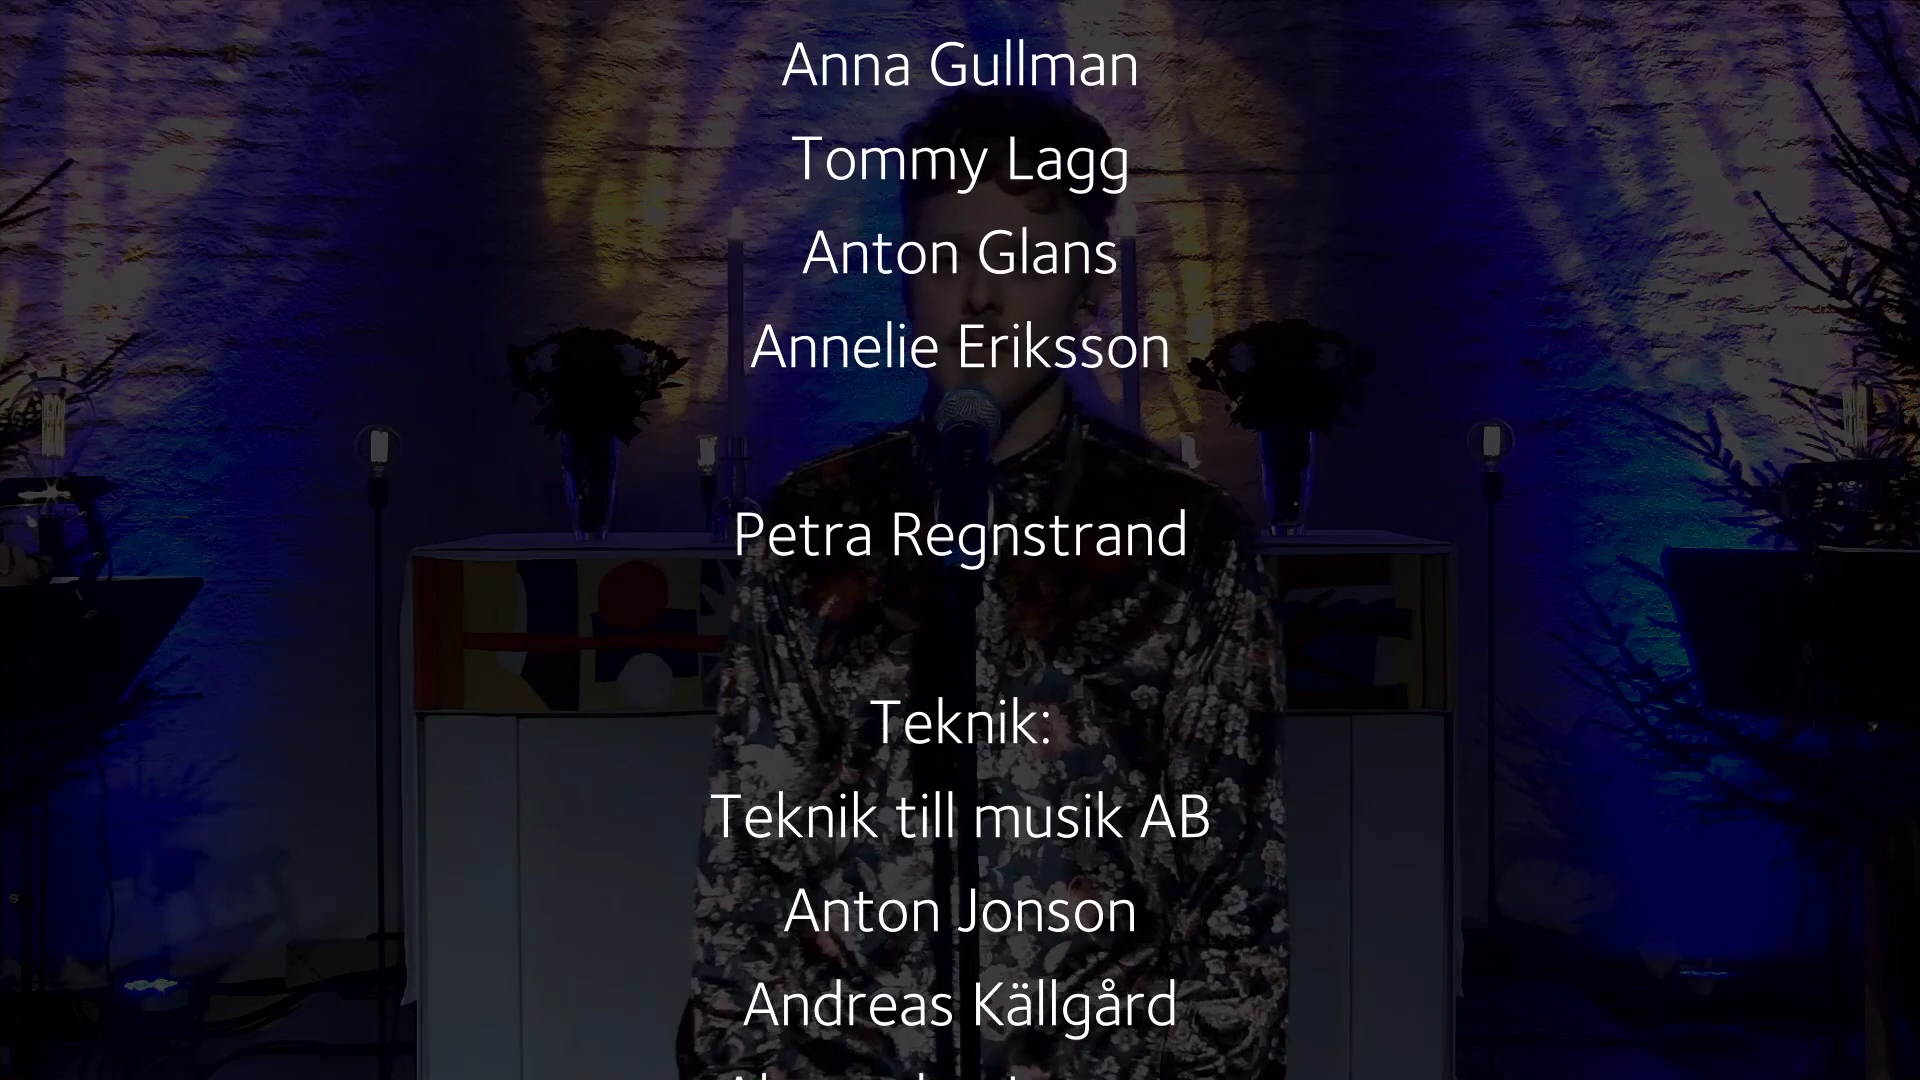 Anna Gullman
Tommy Lagg
Anton Glans
Annelie Eriksson
Petra Regnstrand
Teknik:
Teknik till musik AB
Anton Jonson
Andreas Källgård